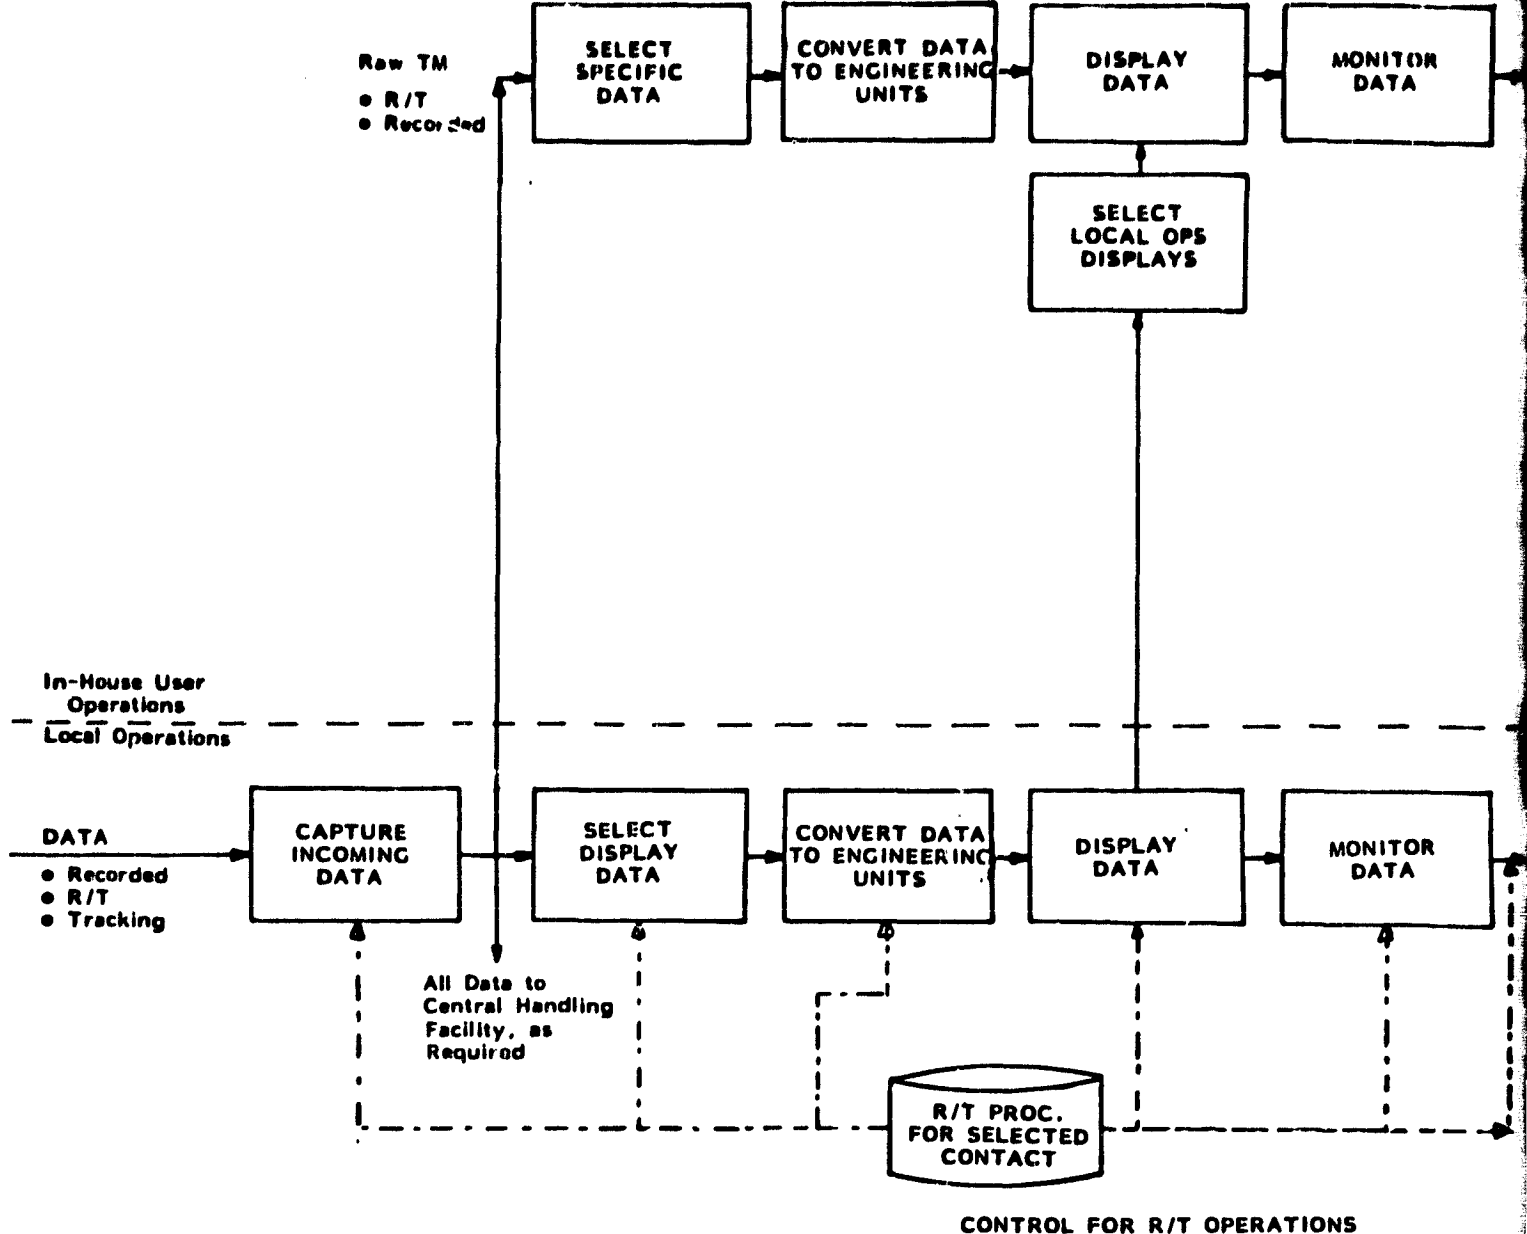 Raw TM
● R/T
● Recorded
SELECT
SPECIFIC
DATA
CONVERT DATA
TO ENGINEERING
UNITS
DISPLAY
DATA
MONITOR
DATA
SELECT
LOCAL OPS
DISPLAYS
In-House User
Operations
Local Operations
DATA
● Recorded
● R/T
● Tracking
CAPTURE
INCOMING
DATA
SELECT
DISPLAY
DATA
CONVERT DATA
TO ENGINEERING
UNITS
DISPLAY
DATA
MONITOR
DATA
All Data to
Central Handling
Facility, as
Required
R/T PROC.
FOR SELECTED
CONTACT
CONTROL FOR R/T OPERATIONS